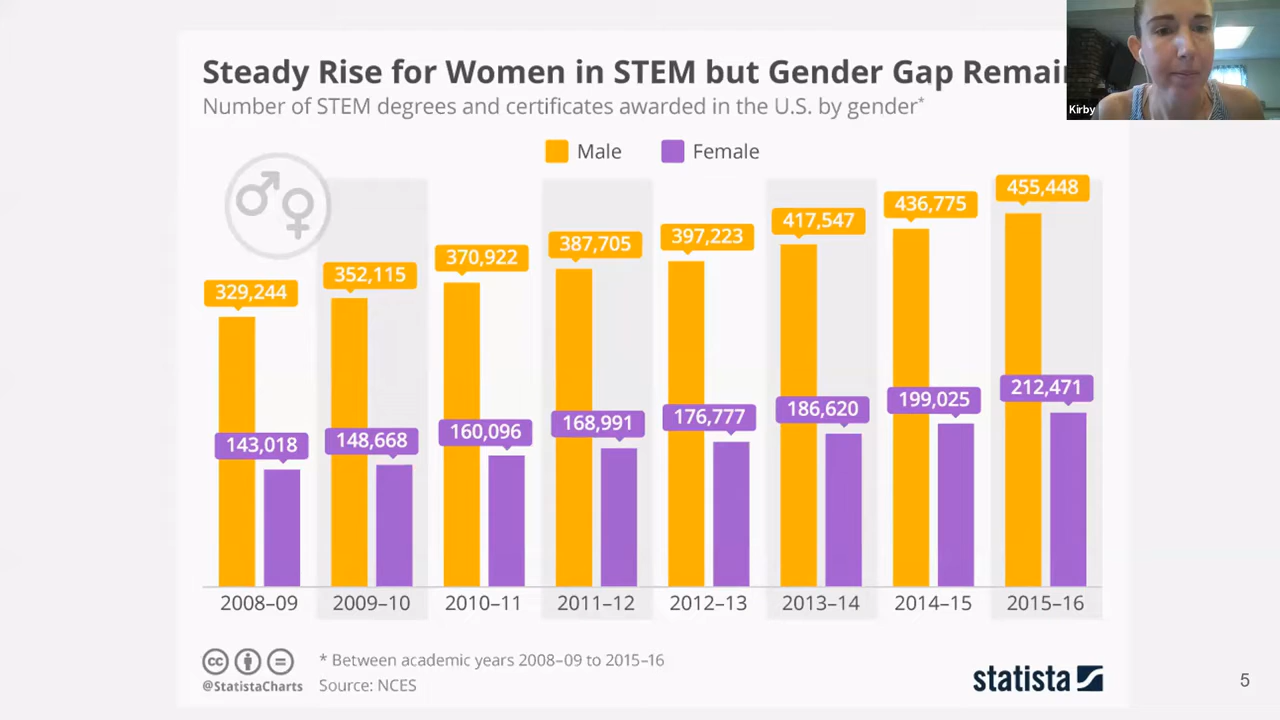 Steady Rise for Women in STEM but Gender Gap Remai
Number of STEM degrees and certificates awarded in the U.S. by gender*
Kirby
Male Female
455,448
436,775
417,547
397,223
387,705
370,922
352,115
329,244
212,471
199,025
186,620
176,777
168,991
160,096
148,668
143,018
2008–09 2009–10 2010–11 2011–12 2012–13 2013–14 2014–15 2015–16
* Between academic years 2008–09 to 2015–16
cc
@StatistaCharts Source: NCES
statista
5